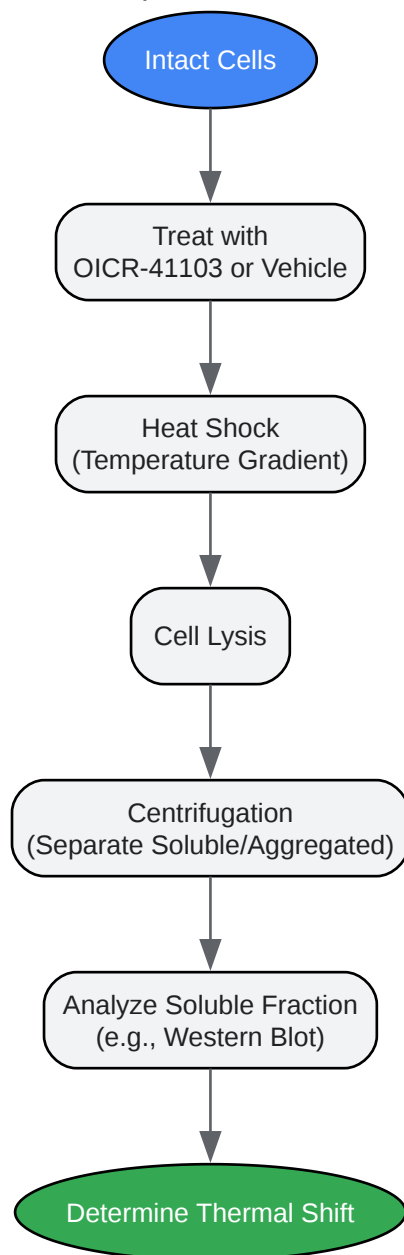 Intact Cells
Treat with
OICR-41103 or Vehicle
Heat Shock
(Temperature Gradient)
Cell Lysis
Centrifugation
(Separate Soluble/Aggregated)
Analyze Soluble Fraction
(e.g., Western Blot)
Determine Thermal Shift